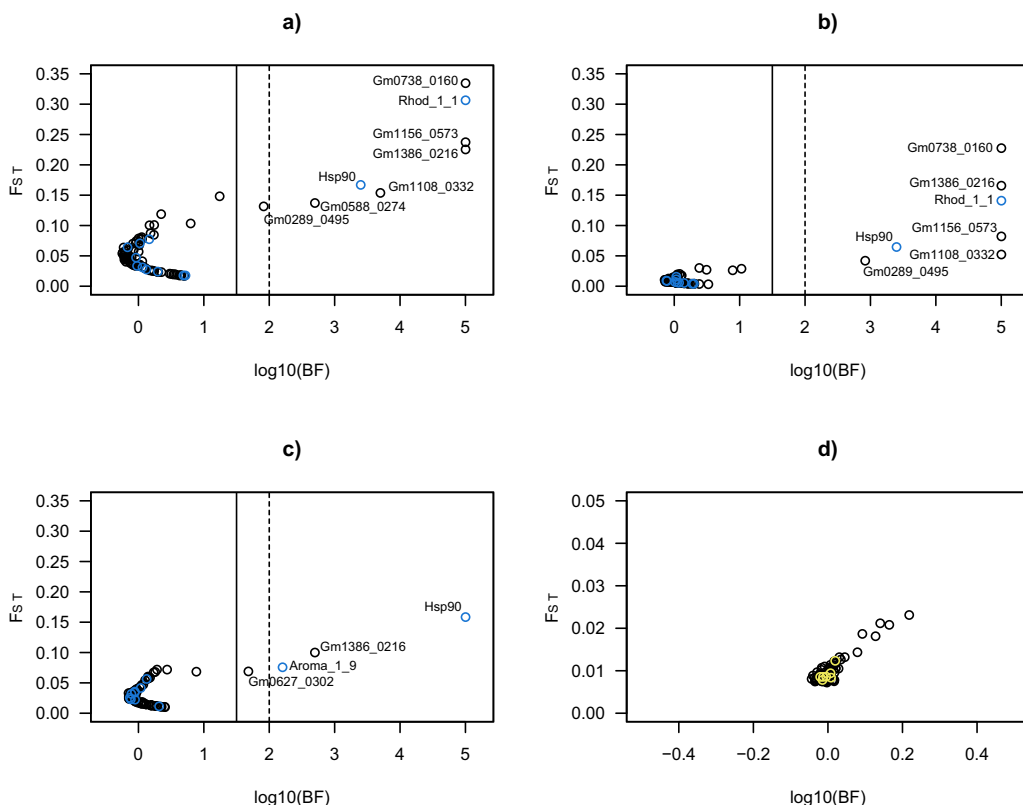 a)
0.35
0.30
0.25
0.20
0.15
0.10
0.05
0.00
FST
Gm0738_0160
Rhod_1_1
Gm1156_0573
Gm1386_0216
Hsp90
Gm1108_0332
Gm0588_0274
Gm0289_0495
0 1 2 3 4 5
log10(BF)
b)
0.35
0.30
0.25
0.20
0.15
0.10
0.05
0.00
FST
Gm0738_0160
Gm1386_0216
Rhod_1_1
Gm1156_0573
Hsp90
Gm1108_0332
Gm0289_0495
0 1 2 3 4 5
log10(BF)
c)
0.35
0.30
0.25
0.20
0.15
0.10
0.05
0.00
FST
Hsp90
Gm1386_0216
Aroma_1_9
Gm0627_0302
0 1 2 3 4 5
log10(BF)
d)
0.05
0.04
0.03
0.02
0.01
0.00
FST
−0.4 −0.2 0.0 0.2 0.4
log10(BF)